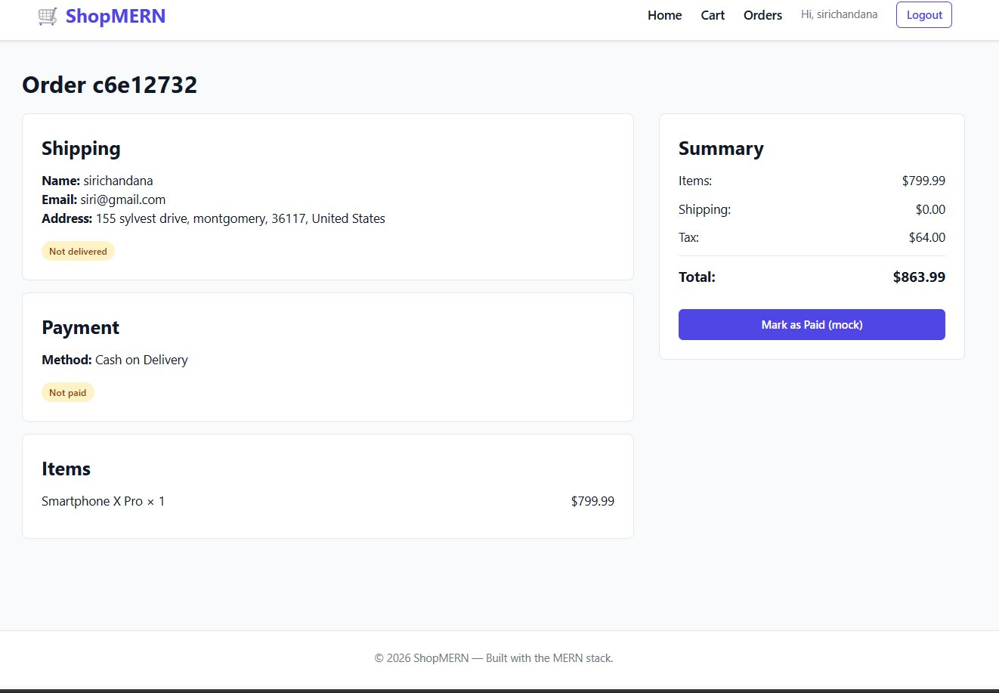 ShopMERN
Home Cart Orders Hi, sirichandana Logout
Order c6e12732
Shipping
Name: sirichandana
Email: siri@gmail.com
Address: 155 sylvest drive, montgomery, 36117, United States
Not delivered
Payment
Method: Cash on Delivery
Not paid
Items
Smartphone X Pro × 1 $799.99
Summary
Items: $799.99
Shipping: $0.00
Tax: $64.00
Total: $863.99
Mark as Paid (mock)
© 2026 ShopMERN — Built with the MERN stack.